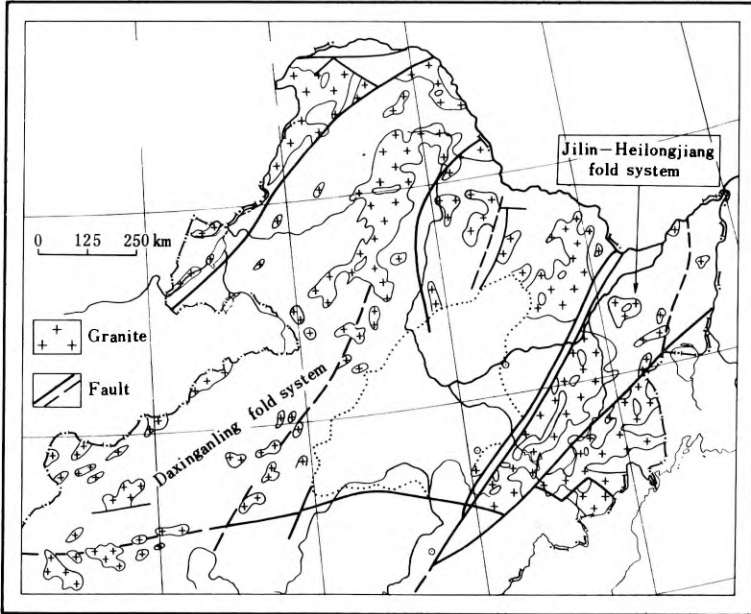 Jilin—Heilongjiang
fold system
0 125 250 km
Granite
Fault
Daxinganling fold system